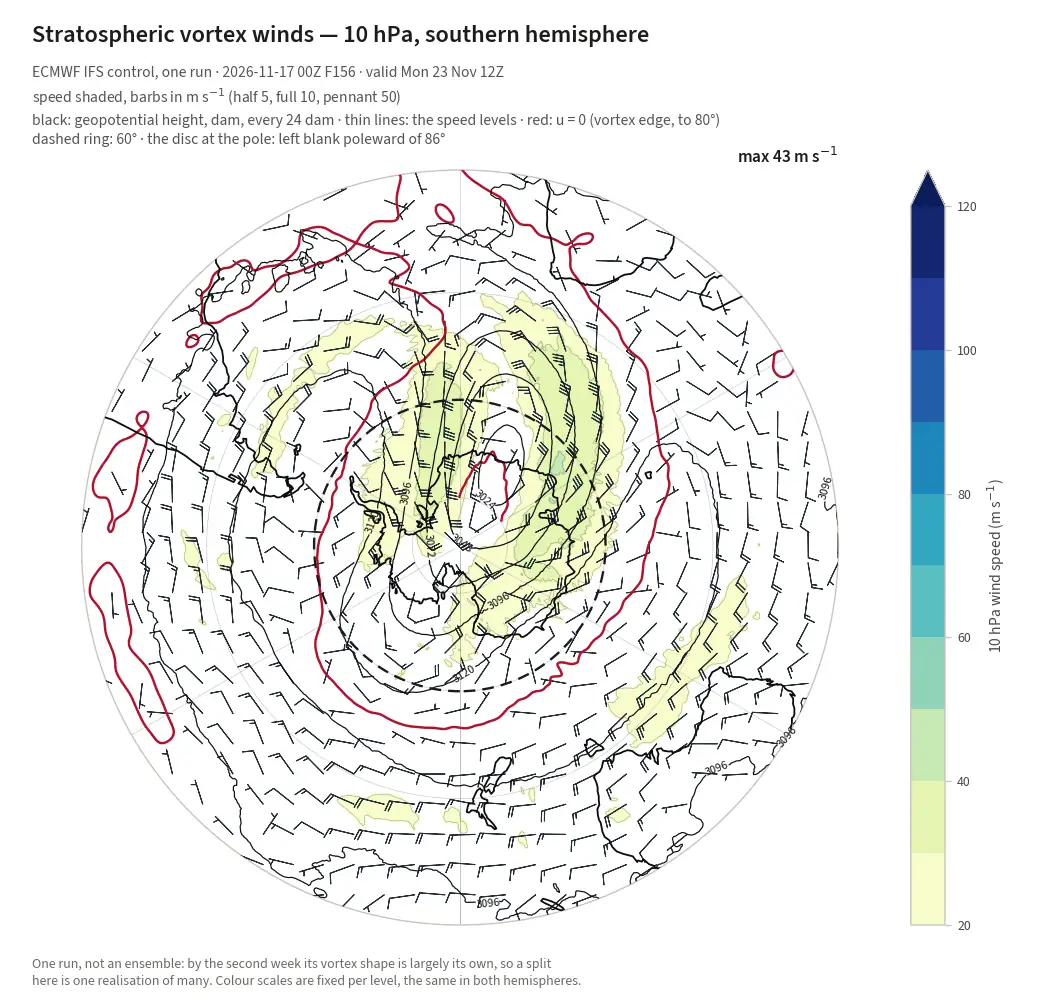 Stratospheric vortex winds — 10 hPa, southern hemisphere
ECMWF IFS control, one run · 2026-11-17 00Z F156 · valid Mon 23 Nov 12Z
speed shaded, barbs in m s⁻¹ (half 5, full 10, pennant 50)
black: geopotential height, dam, every 24 dam · thin lines: the speed levels · red: u = 0 (vortex edge, to 80°)
dashed ring: 60° · the disc at the pole: left blank poleward of 86°
max 43 m s⁻¹
120
100
80
60
40
20
10 hPa wind speed (m s⁻¹)
3096
3096
3024
3072
3096
3120
3096
3096
3096
One run, not an ensemble: by the second week its vortex shape is largely its own, so a split
here is one realisation of many. Colour scales are fixed per level, the same in both hemispheres.